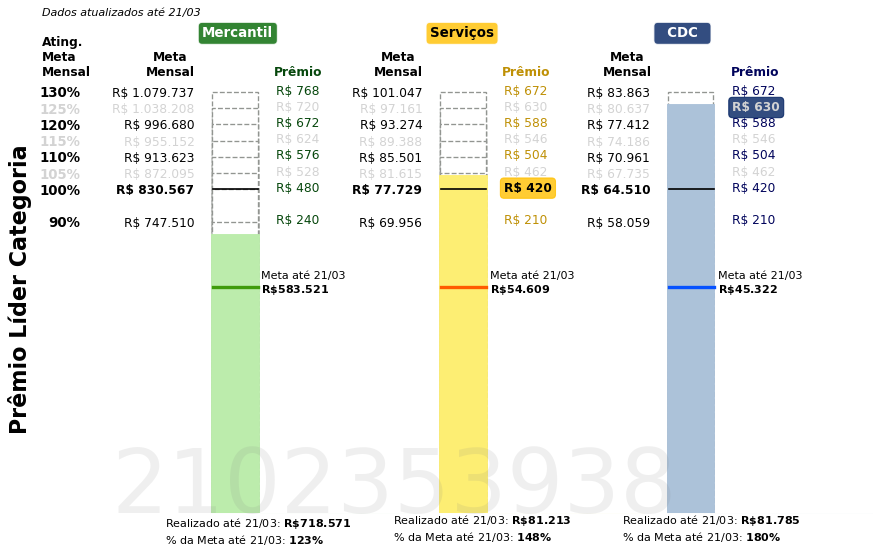 Dados atualizados até 21/03
Mercantil Serviços CDC
Ating.
Meta Meta Meta Meta
Mensal Mensal Prêmio Mensal Prêmio Mensal Prêmio
130% R$ 1.079.737 R$ 768 R$ 101.047 R$ 672 R$ 83.863 R$ 672
125% R$ 1.038.208 R$ 720 R$ 97.161 R$ 630 R$ 80.637 R$ 630
120% R$ 996.680 R$ 672 R$ 93.274 R$ 588 R$ 77.412 R$ 588
115% R$ 955.152 R$ 624 R$ 89.388 R$ 546 R$ 74.186 R$ 546
110% R$ 913.623 R$ 576 R$ 85.501 R$ 504 R$ 70.961 R$ 504
105% R$ 872.095 R$ 528 R$ 81.615 R$ 462 R$ 67.735 R$ 462
100% R$ 830.567 R$ 480 R$ 77.729 R$ 420 R$ 64.510 R$ 420
90% R$ 747.510 R$ 240 R$ 69.956 R$ 210 R$ 58.059 R$ 210
Prêmio Líder Categoria
Meta até 21/03 Meta até 21/03 Meta até 21/03
R$583.521 R$54.609 R$45.322
2102353938
Realizado até 21/03: R$718.571 Realizado até 21/03: R$81.213 Realizado até 21/03: R$81.785
% da Meta até 21/03: 123% % da Meta até 21/03: 148% % da Meta até 21/03: 180%